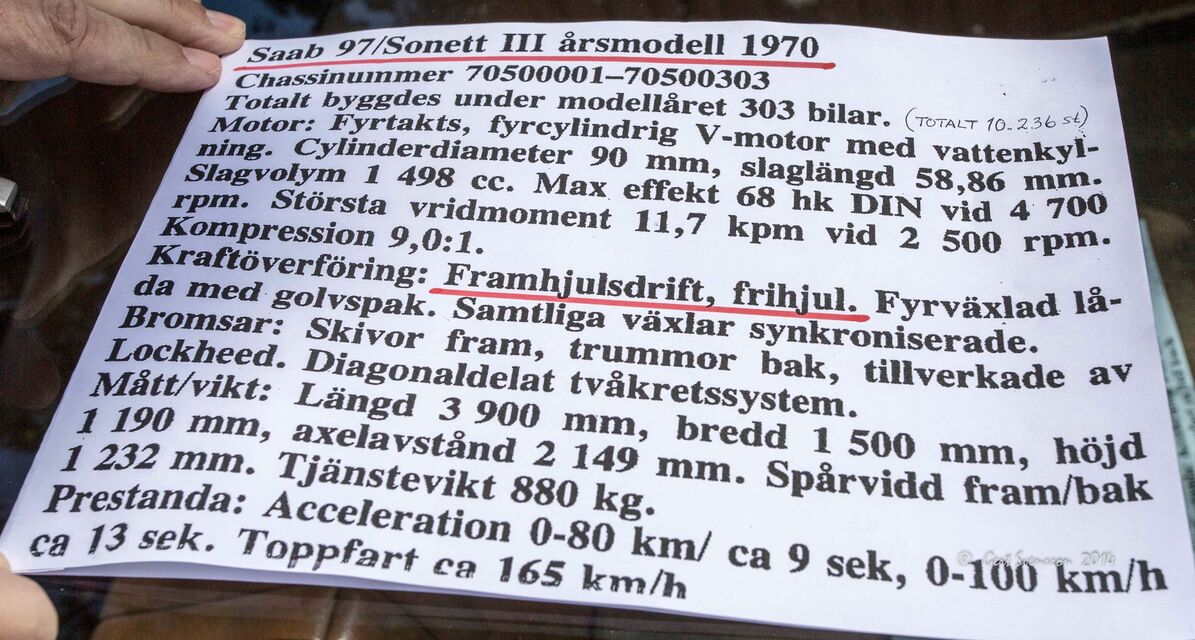 Saab 97/Sonett III årsmodell 1970
Chassinummer 70500001–70500303
Totalt byggdes under modellåret 303 bilar. (TOTALT 10.236 st)
Motor: Fyrtakts, fyrcylindrig V-motor med vattenkyl-
ning. Cylinderdiameter 90 mm, slaglängd 58,86 mm.
Slagvolym 1 498 cc. Max effekt 68 hk DIN vid 4 700
rpm. Största vridmoment 11,7 kpm vid 2 500 rpm.
Kompression 9,0:1.
Kraftöverföring: Framhjulsdrift, frihjul. Fyrväxlad lå-
da med golvspak. Samtliga växlar synkroniserade.
Bromsar: Skivor fram, trummor bak, tillverkade av
Lockheed. Diagonaldelat tvåkretssystem.
Mått/vikt: Längd 3 900 mm, bredd 1 500 mm, höjd
1 190 mm, axelavstånd 2 149 mm. Spårvidd fram/bak
1 232 mm. Tjänstevikt 880 kg.
Prestanda: Acceleration 0-80 km/ ca 9 sek, 0-100 km/h
ca 13 sek. Toppfart ca 165 km/h
© Gert Svensson 2014